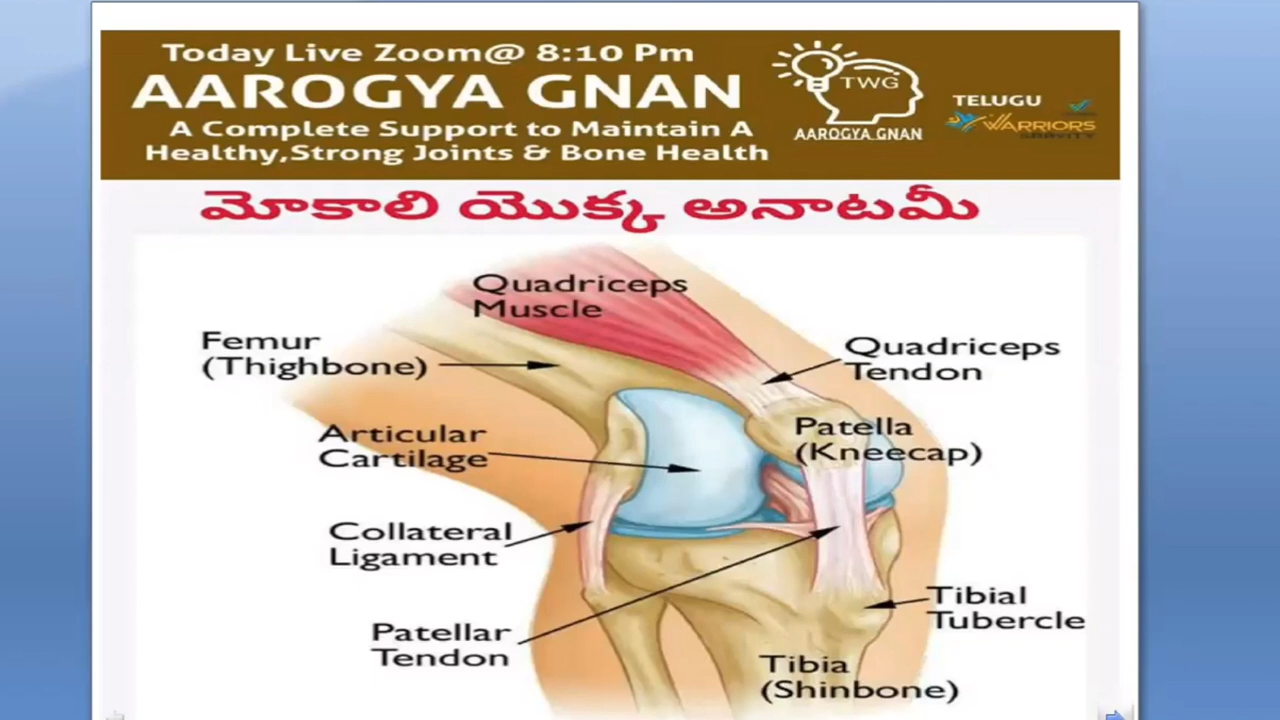 Today Live Zoom@ 8:10 Pm
AAROGYA GNAN
A Complete Support to Maintain A
Healthy,Strong Joints & Bone Health
TWG
AAROGYA GNAN
TELUGU
WARRIORS
GRAVITY
మోకాలి యొక్క అనాటమీ
Quadriceps
Muscle
Femur
(Thighbone)
Quadriceps
Tendon
Articular
Cartilage
Patella
(Kneecap)
Collateral
Ligament
Patellar
Tendon
Tibial
Tubercle
Tibia
(Shinbone)